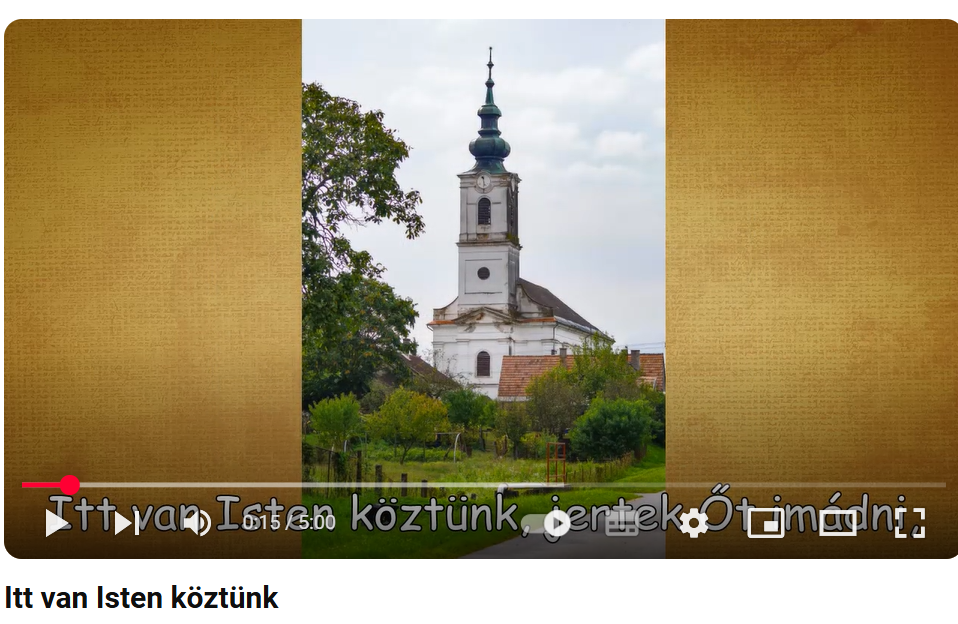 Itt van Isten köztünk, jertek Őt imádni,
0:15 / 5:00
Itt van Isten köztünk